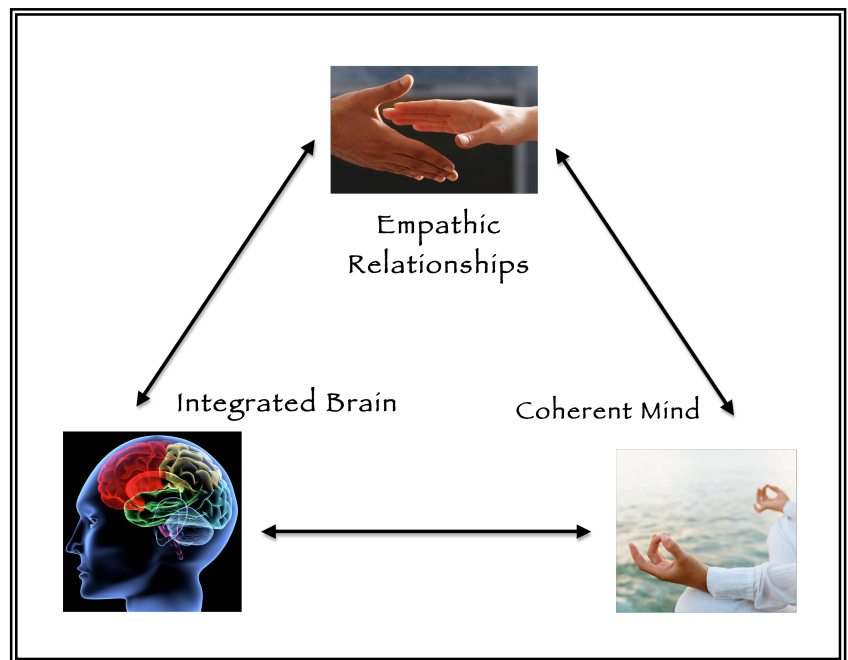 Empathic
Relationships
Integrated Brain
Coherent Mind